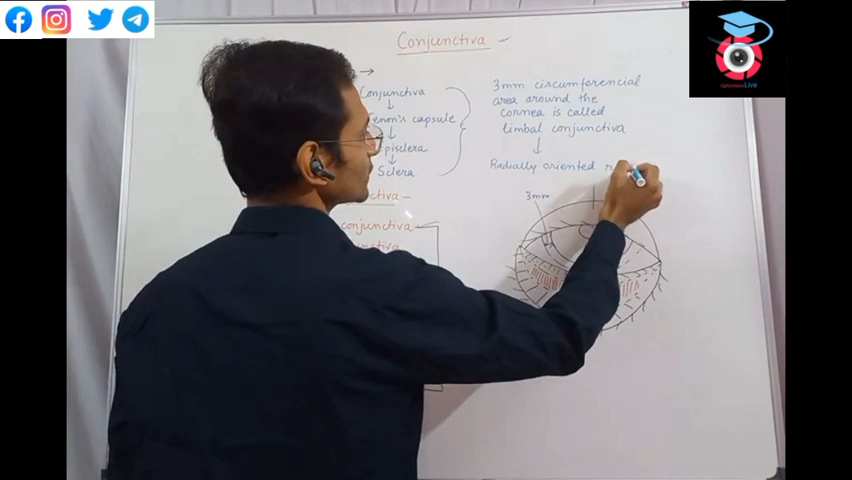 Conjunctiva
Conjunctiva
Tenon's capsule
Episclera
Sclera
conjunctiva
3mm circumferencial
area around the
cornea is called
limbal conjunctiva
Radially oriented
3mm
Live